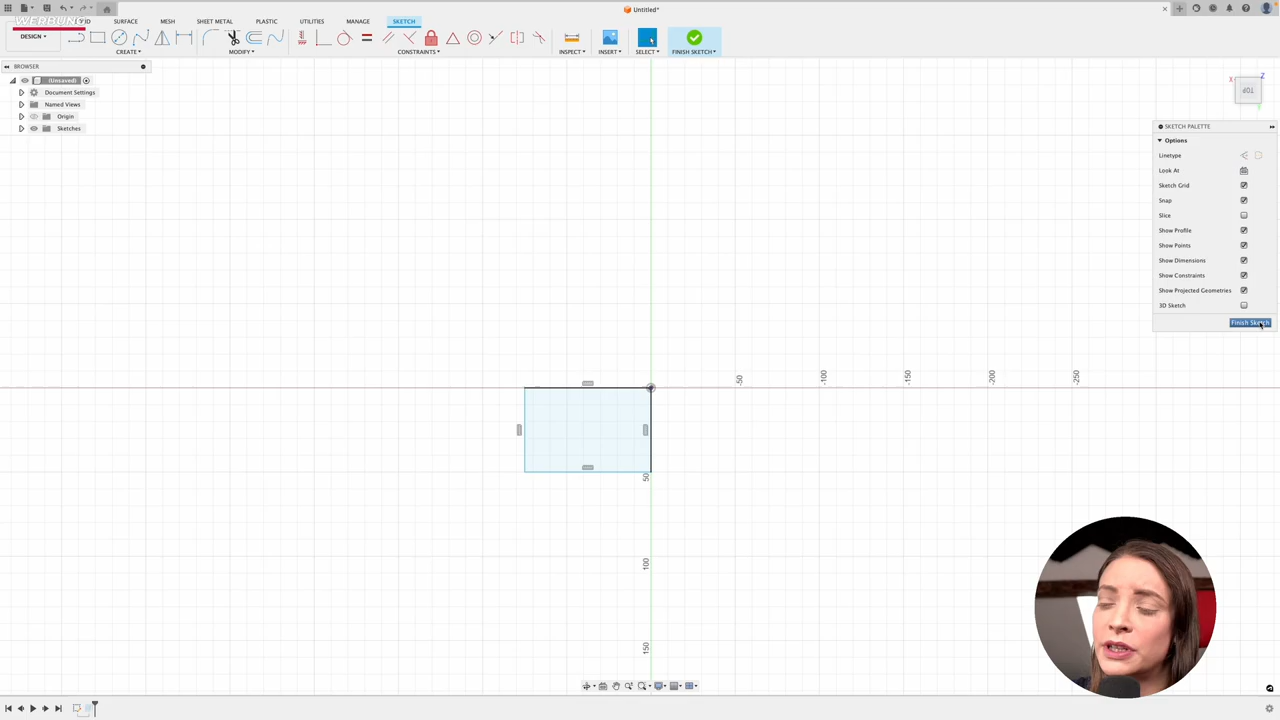 Untitled*
WERBUNG
SURFACE
MESH
SHEET METAL
PLASTIC
UTILITIES
MANAGE
SKETCH
DESIGN
CREATE
MODIFY
CONSTRAINTS
INSPECT
INSERT
SELECT
FINISH SKETCH
BROWSER
(Unsaved)
Document Settings
Named Views
Origin
Sketches
X
Z
TOP
SKETCH PALETTE
Options
Linetype
Look At
Sketch Grid
Snap
Slice
Show Profile
Show Points
Show Dimensions
Show Constraints
Show Projected Geometries
3D Sketch
Finish Sketch
-50
-100
-150
-200
-250
50
100
150